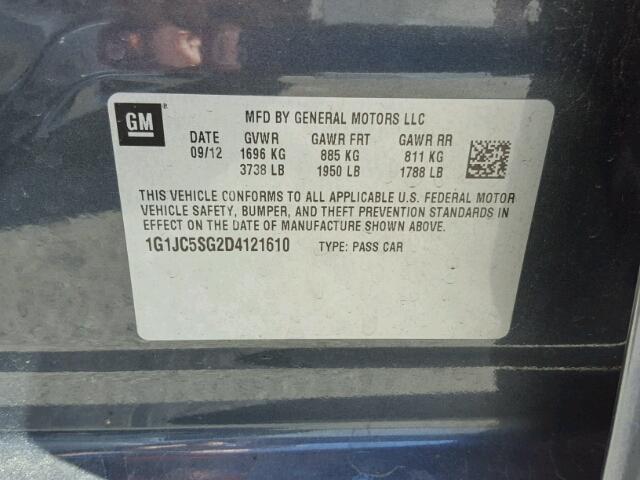 GM
MFD BY GENERAL MOTORS LLC
DATE GVWR GAWR FRT GAWR RR
09/12 1696 KG 885 KG 811 KG
3738 LB 1950 LB 1788 LB
THIS VEHICLE CONFORMS TO ALL APPLICABLE U.S. FEDERAL MOTOR
VEHICLE SAFETY, BUMPER, AND THEFT PREVENTION STANDARDS IN
EFFECT ON THE DATE OF MANUFACTURE SHOWN ABOVE.
1G1JC5SG2D4121610 TYPE: PASS CAR